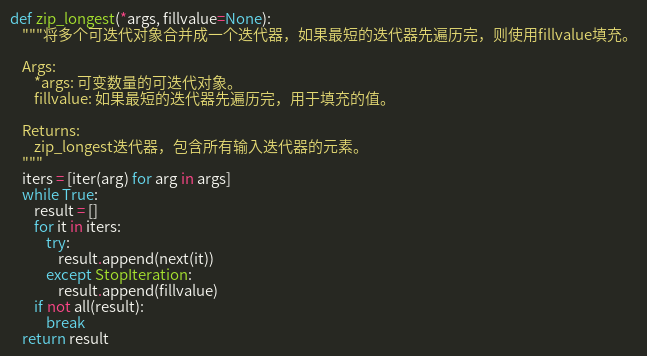 def zip_longest(*args, fillvalue=None):
    """将多个可迭代对象合并成一个迭代器，如果最短的迭代器先遍历完，则使用fillvalue填充。
    Args:
        *args: 可变数量的可迭代对象。
        fillvalue: 如果最短的迭代器先遍历完，用于填充的值。
    Returns:
        zip_longest迭代器，包含所有输入迭代器的元素。
    """
    iters = [iter(arg) for arg in args]
    while True:
        result = []
        for it in iters:
            try:
                result.append(next(it))
            except StopIteration:
                result.append(fillvalue)
        if not all(result):
            break
    return result